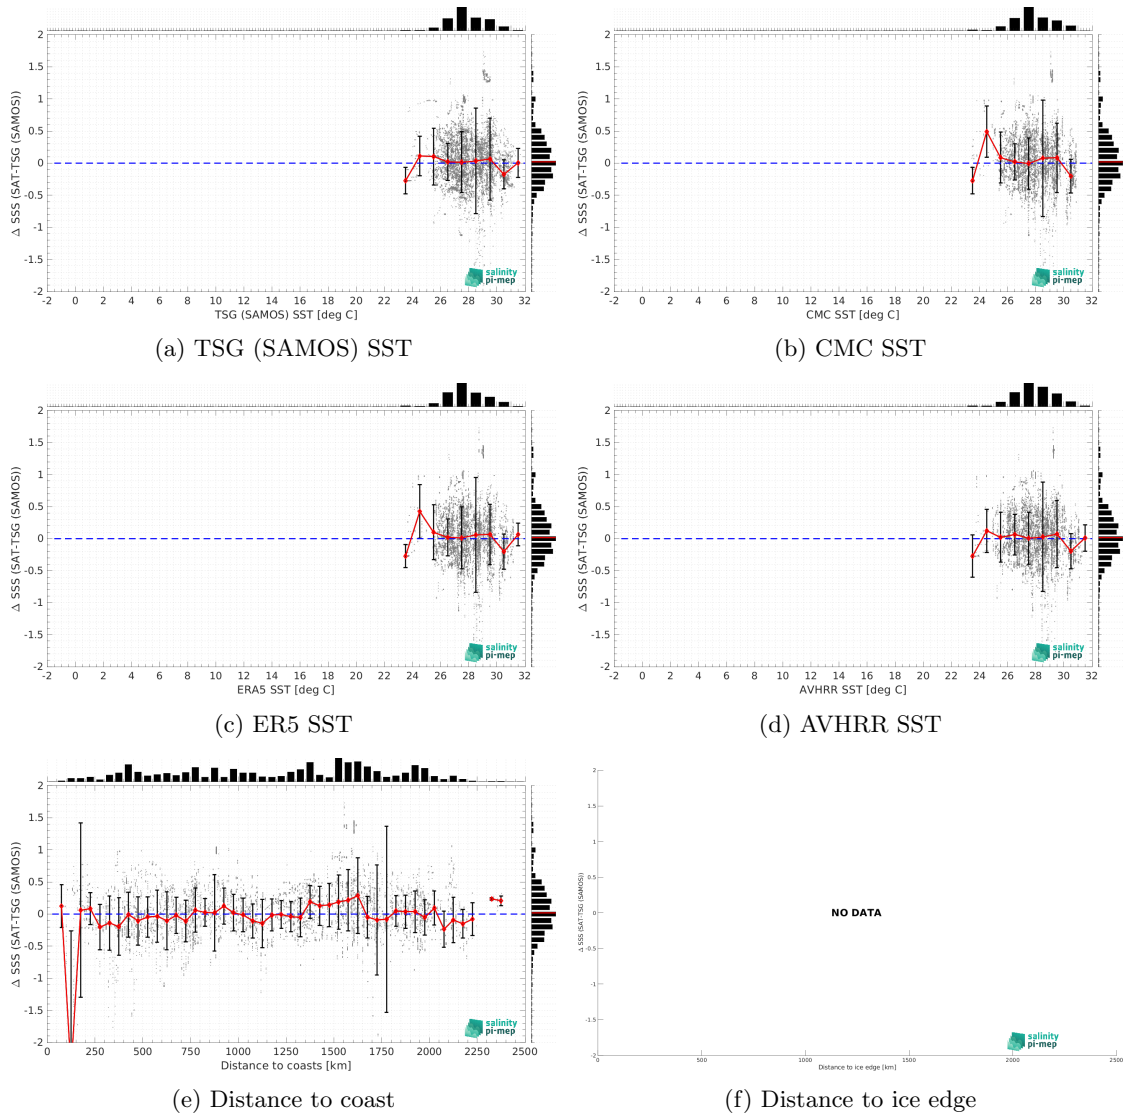 2
1.5
1
0.5
0
-0.5
-1
-1.5
-2
Δ SSS (SAT-TSG (SAMOS))
salinity
pi-mep
-2 0 2 4 6 8 10 12 14 16 18 20 22 24 26 28 30 32
TSG (SAMOS) SST [deg C]
(a) TSG (SAMOS) SST
2
1.5
1
0.5
0
-0.5
-1
-1.5
-2
Δ SSS (SAT-TSG (SAMOS))
salinity
pi-mep
-2 0 2 4 6 8 10 12 14 16 18 20 22 24 26 28 30 32
CMC SST [deg C]
(b) CMC SST
2
1.5
1
0.5
0
-0.5
-1
-1.5
-2
Δ SSS (SAT-TSG (SAMOS))
salinity
pi-mep
-2 0 2 4 6 8 10 12 14 16 18 20 22 24 26 28 30 32
ERA5 SST [deg C]
(c) ER5 SST
2
1.5
1
0.5
0
-0.5
-1
-1.5
-2
Δ SSS (SAT-TSG (SAMOS))
salinity
pi-mep
-2 0 2 4 6 8 10 12 14 16 18 20 22 24 26 28 30 32
AVHRR SST [deg C]
(d) AVHRR SST
2
1.5
1
0.5
0
-0.5
-1
-1.5
-2
Δ SSS (SAT-TSG (SAMOS))
salinity
pi-mep
0 250 500 750 1000 1250 1500 1750 2000 2250 2500
Distance to coasts [km]
(e) Distance to coast
2
1.5
1
0.5
0
-0.5
-1
-1.5
-2
Δ SSS (SAT-TSG (SAMOS))
NO DATA
salinity
pi-mep
0 500 1000 1500 2000 2500
Distance to ice edge [km]
(f) Distance to ice edge